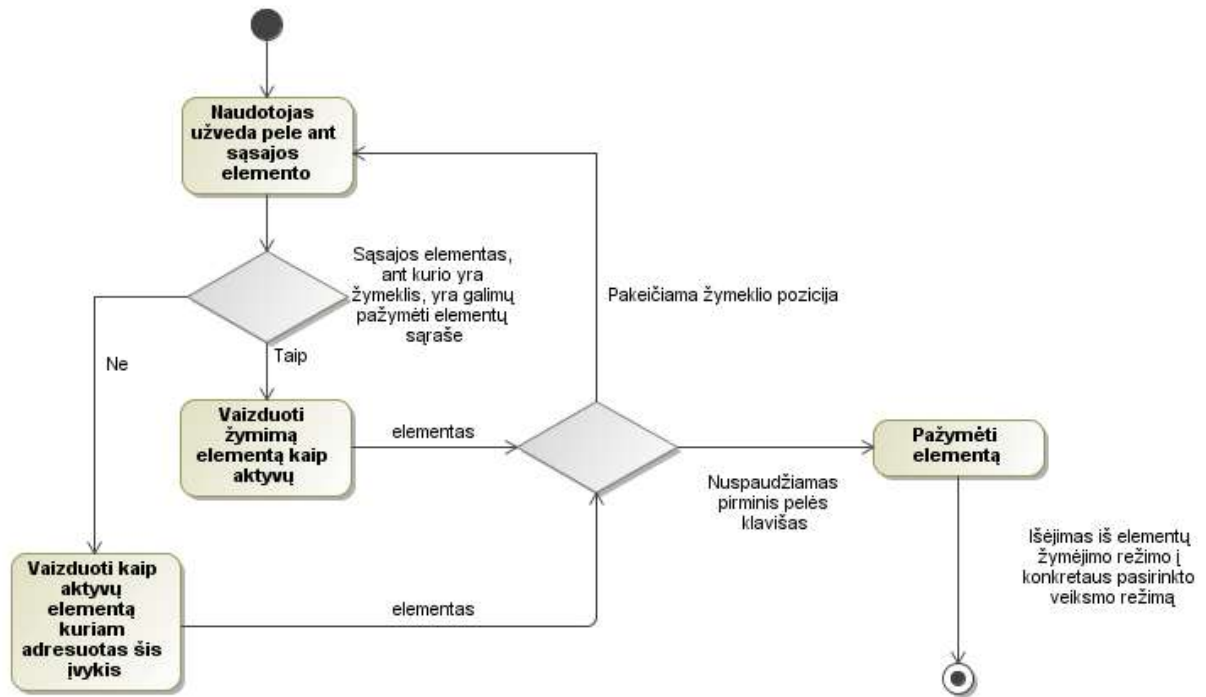 Naudotojas
užveda pele ant
sąsajos
elemento
Sąsajos elementas,
ant kurio yra
žymeklis, yra galimų
pažymėti elementų
sąraše
Pakeičiama žymeklio pozicija
Ne
Taip
Vaizduoti
žymimą
elementą kaip
aktyvų
elementas
Pažymėti
elementą
Nuspaudžiamas
pirminis pelės
klavišas
Išėjimas iš elementų
žymėjimo režimo į
konkretaus pasirinkto
veiksmo režimą
Vaizduoti kaip
aktyvų
elementą
kuriam
adresuotas šis
įvykis
elementas